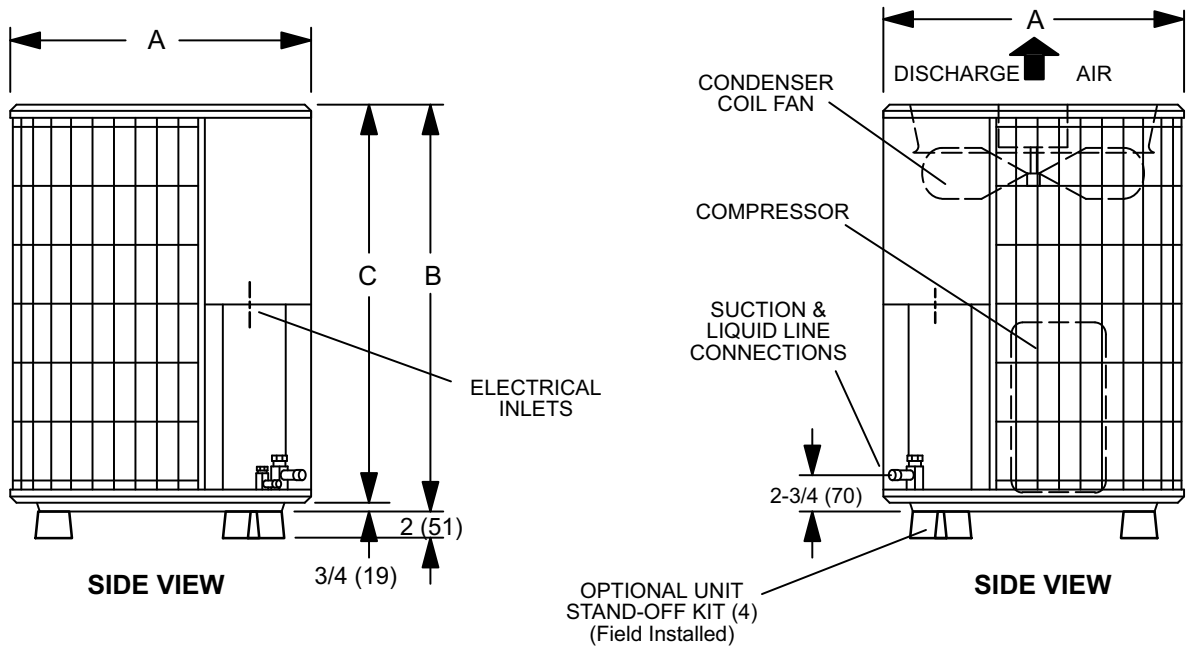 A
C
B
ELECTRICAL
INLETS
2 (51)
3/4 (19)
SIDE VIEW
A
DISCHARGE AIR
CONDENSER
COIL FAN
COMPRESSOR
SUCTION &
LIQUID LINE
CONNECTIONS
2-3/4 (70)
OPTIONAL UNIT
STAND-OFF KIT (4)
(Field Installed)
SIDE VIEW